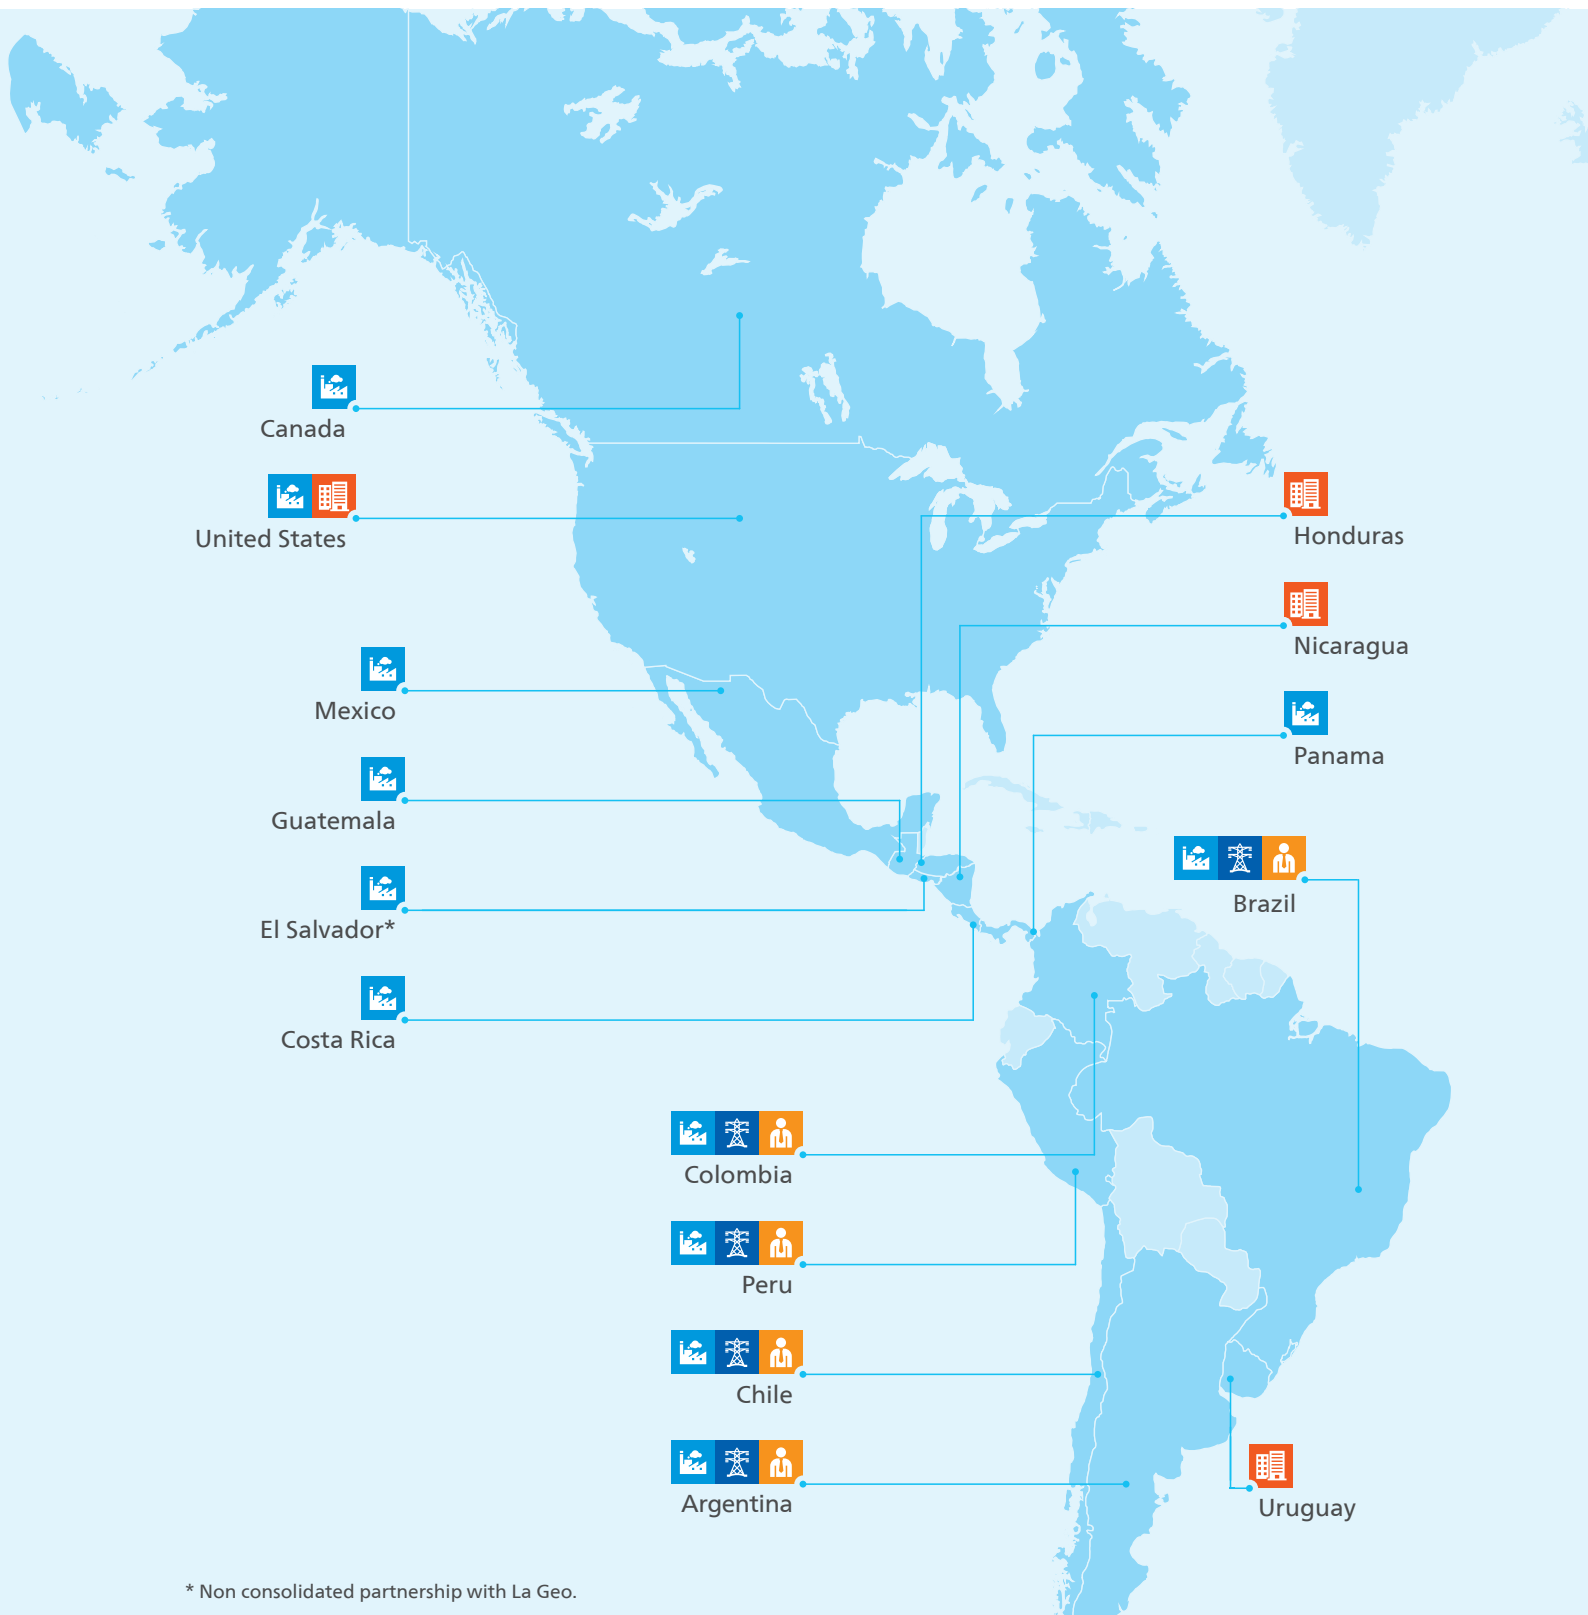 Canada
United States
Honduras
Nicaragua
Mexico
Panama
Guatemala
Brazil
El Salvador*
Costa Rica
Colombia
Peru
Chile
Argentina
Uruguay
* Non consolidated partnership with La Geo.